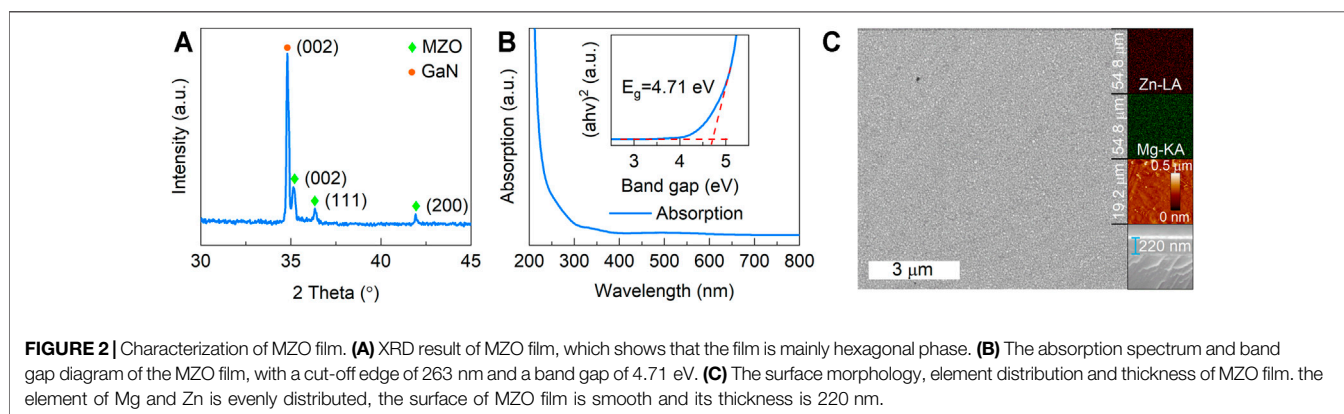 A
(002)
MZO
GaN
(002)
(111)
(200)
Intensity (a.u.)
30 35 40 45
2 Theta (°)
B
Eg=4.71 eV
(ahv)2 (a.u.)
3 4 5
Band gap (eV)
Absorption
Absorption (a.u.)
200 300 400 500 600 700 800
Wavelength (nm)
C
3 μm
54.8 μm
Zn-LA
54.8 μm
Mg-KA
19.2 μm
0.5 μm
0 nm
220 nm
FIGURE 2 | Characterization of MZO film. (A) XRD result of MZO film, which shows that the film is mainly hexagonal phase. (B) The absorption spectrum and band
gap diagram of the MZO film, with a cut-off edge of 263 nm and a band gap of 4.71 eV. (C) The surface morphology, element distribution and thickness of MZO film. the
element of Mg and Zn is evenly distributed, the surface of MZO film is smooth and its thickness is 220 nm.